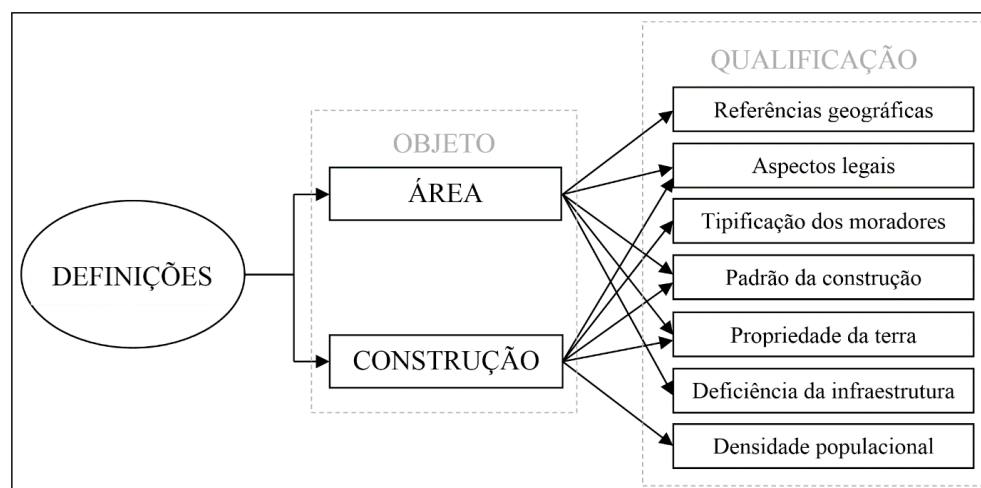 QUALIFICAÇÃO
Referências geográficas
OBJETO
Aspectos legais
ÁREA
Tipificação dos moradores
DEFINIÇÕES
Padrão da construção
Propriedade da terra
CONSTRUÇÃO
Deficiência da infraestrutura
Densidade populacional